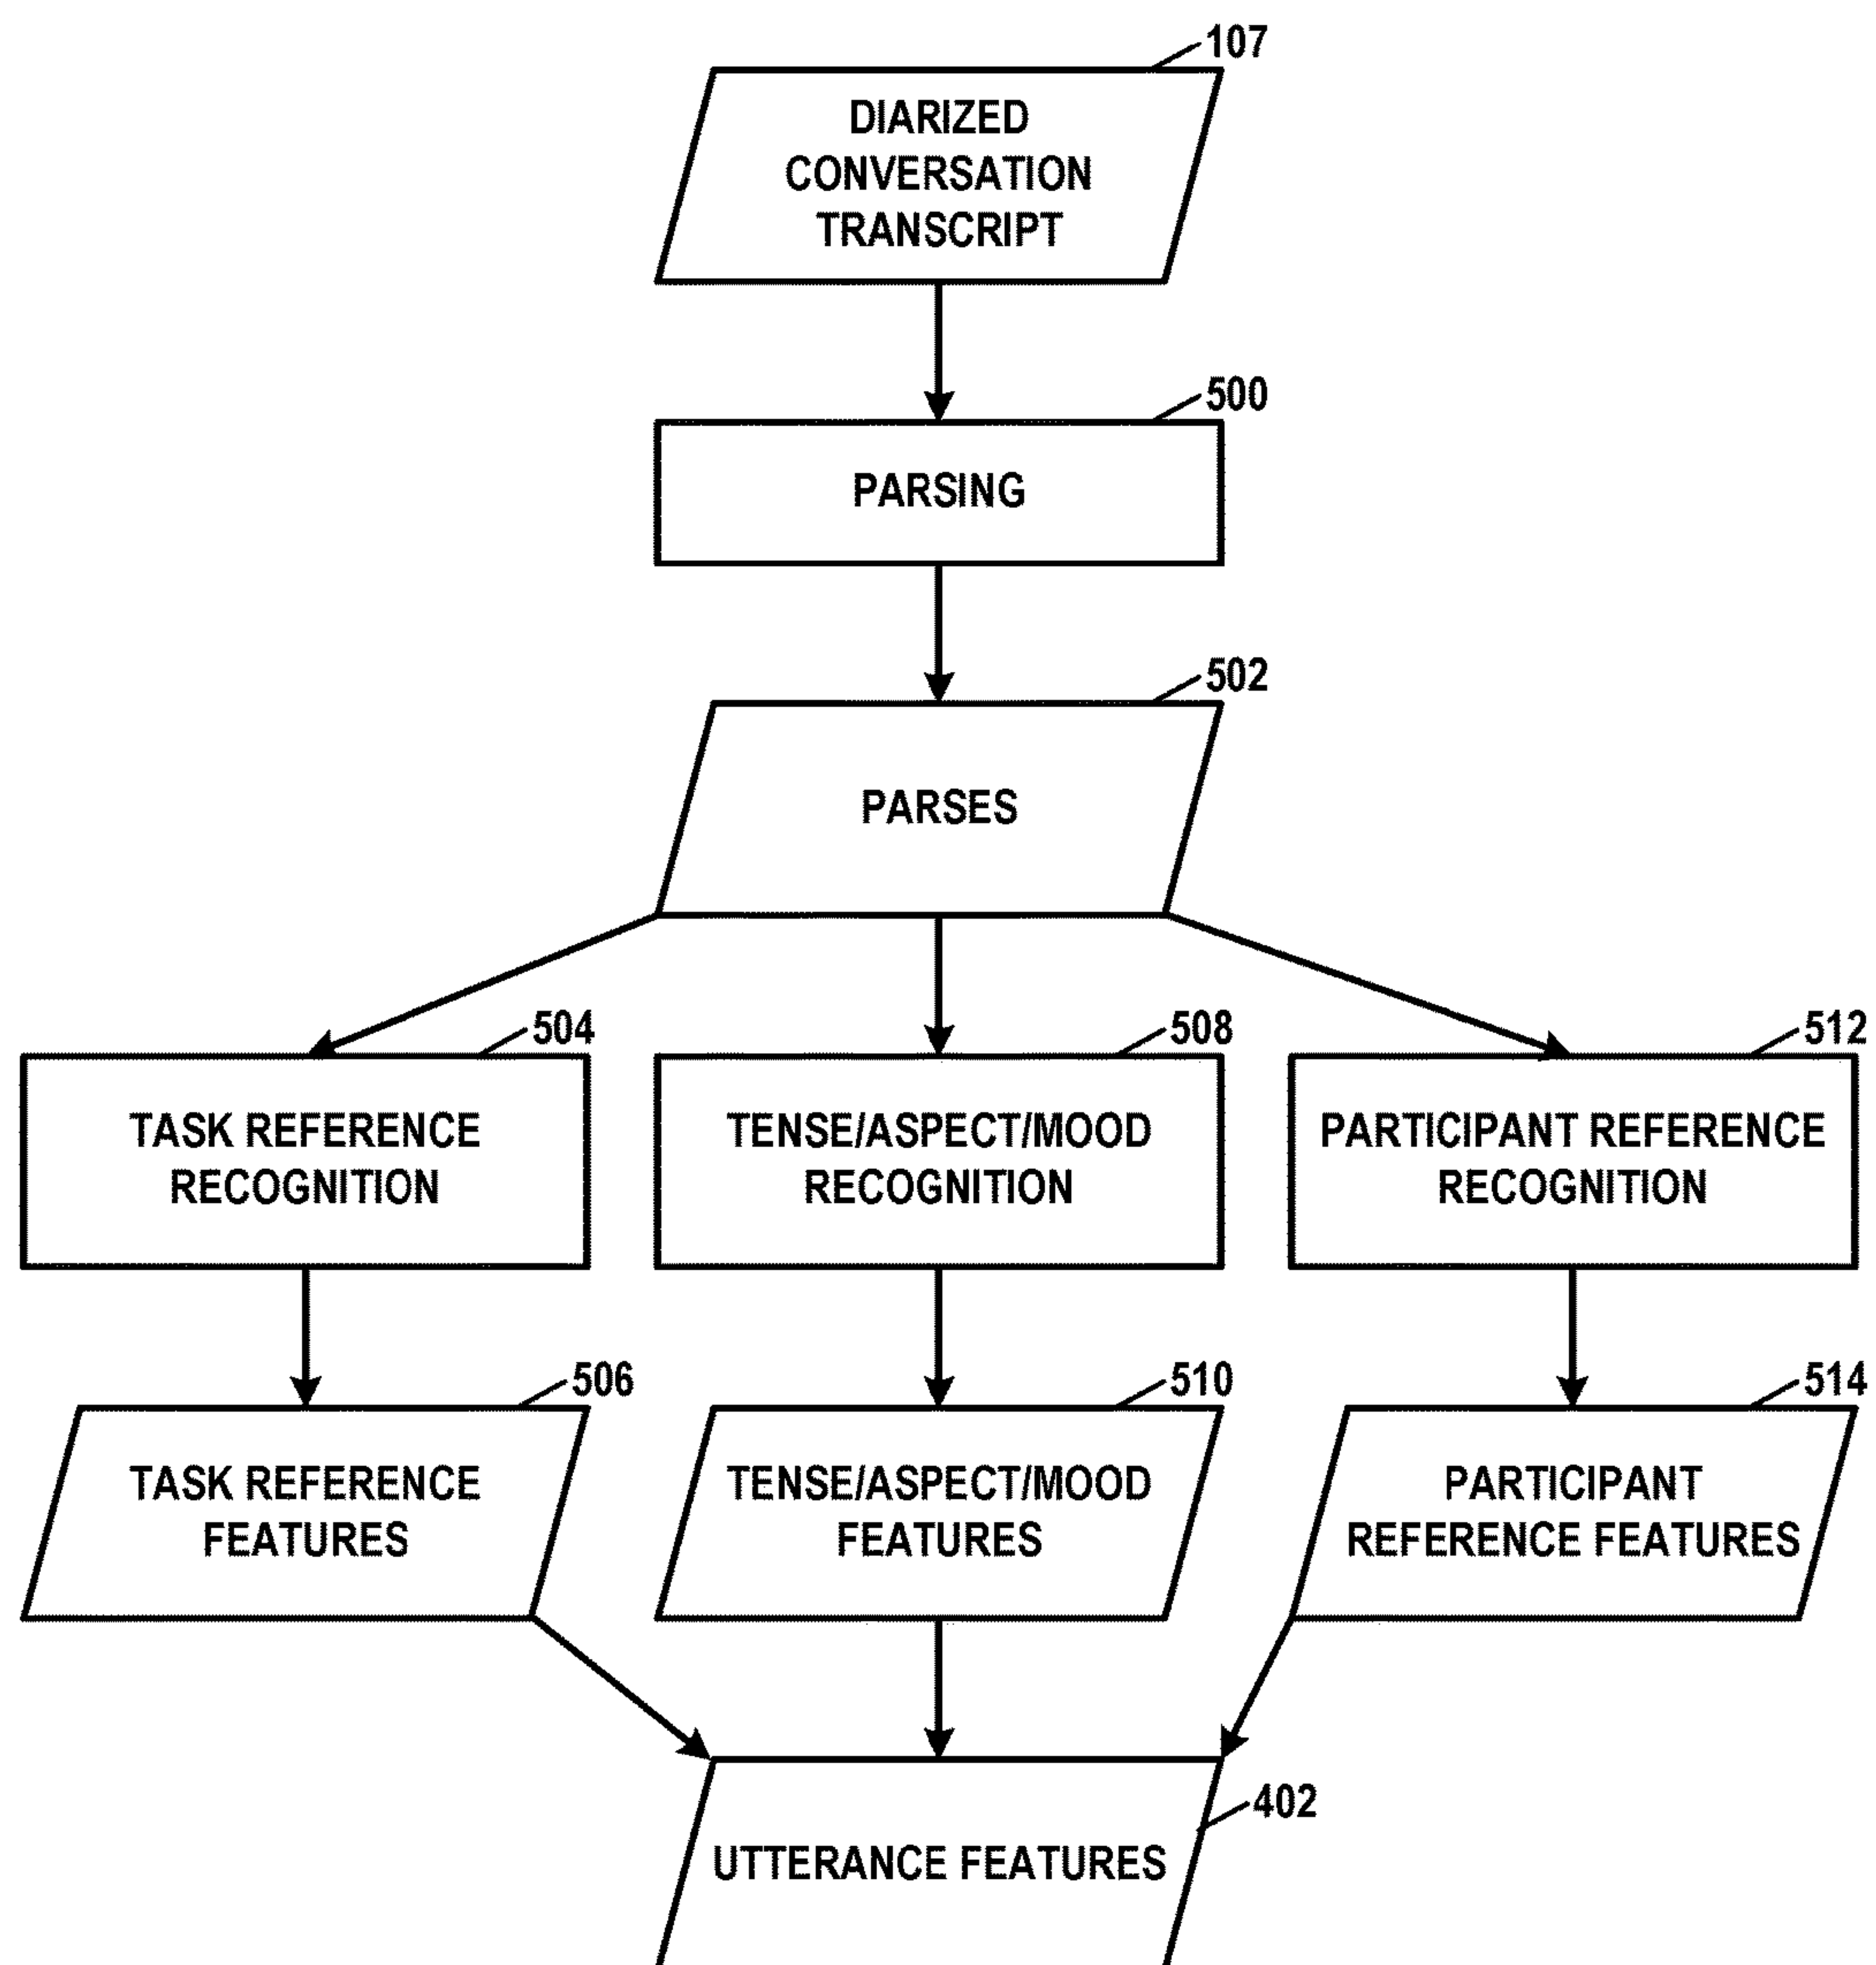 107
DIARIZED
CONVERSATION
TRANSCRIPT
500
PARSING
502
PARSES
504
TASK REFERENCE
RECOGNITION
508
TENSE/ASPECT/MOOD
RECOGNITION
512
PARTICIPANT REFERENCE
RECOGNITION
506
TASK REFERENCE
FEATURES
510
TENSE/ASPECT/MOOD
FEATURES
514
PARTICIPANT
REFERENCE FEATURES
402
UTTERANCE FEATURES